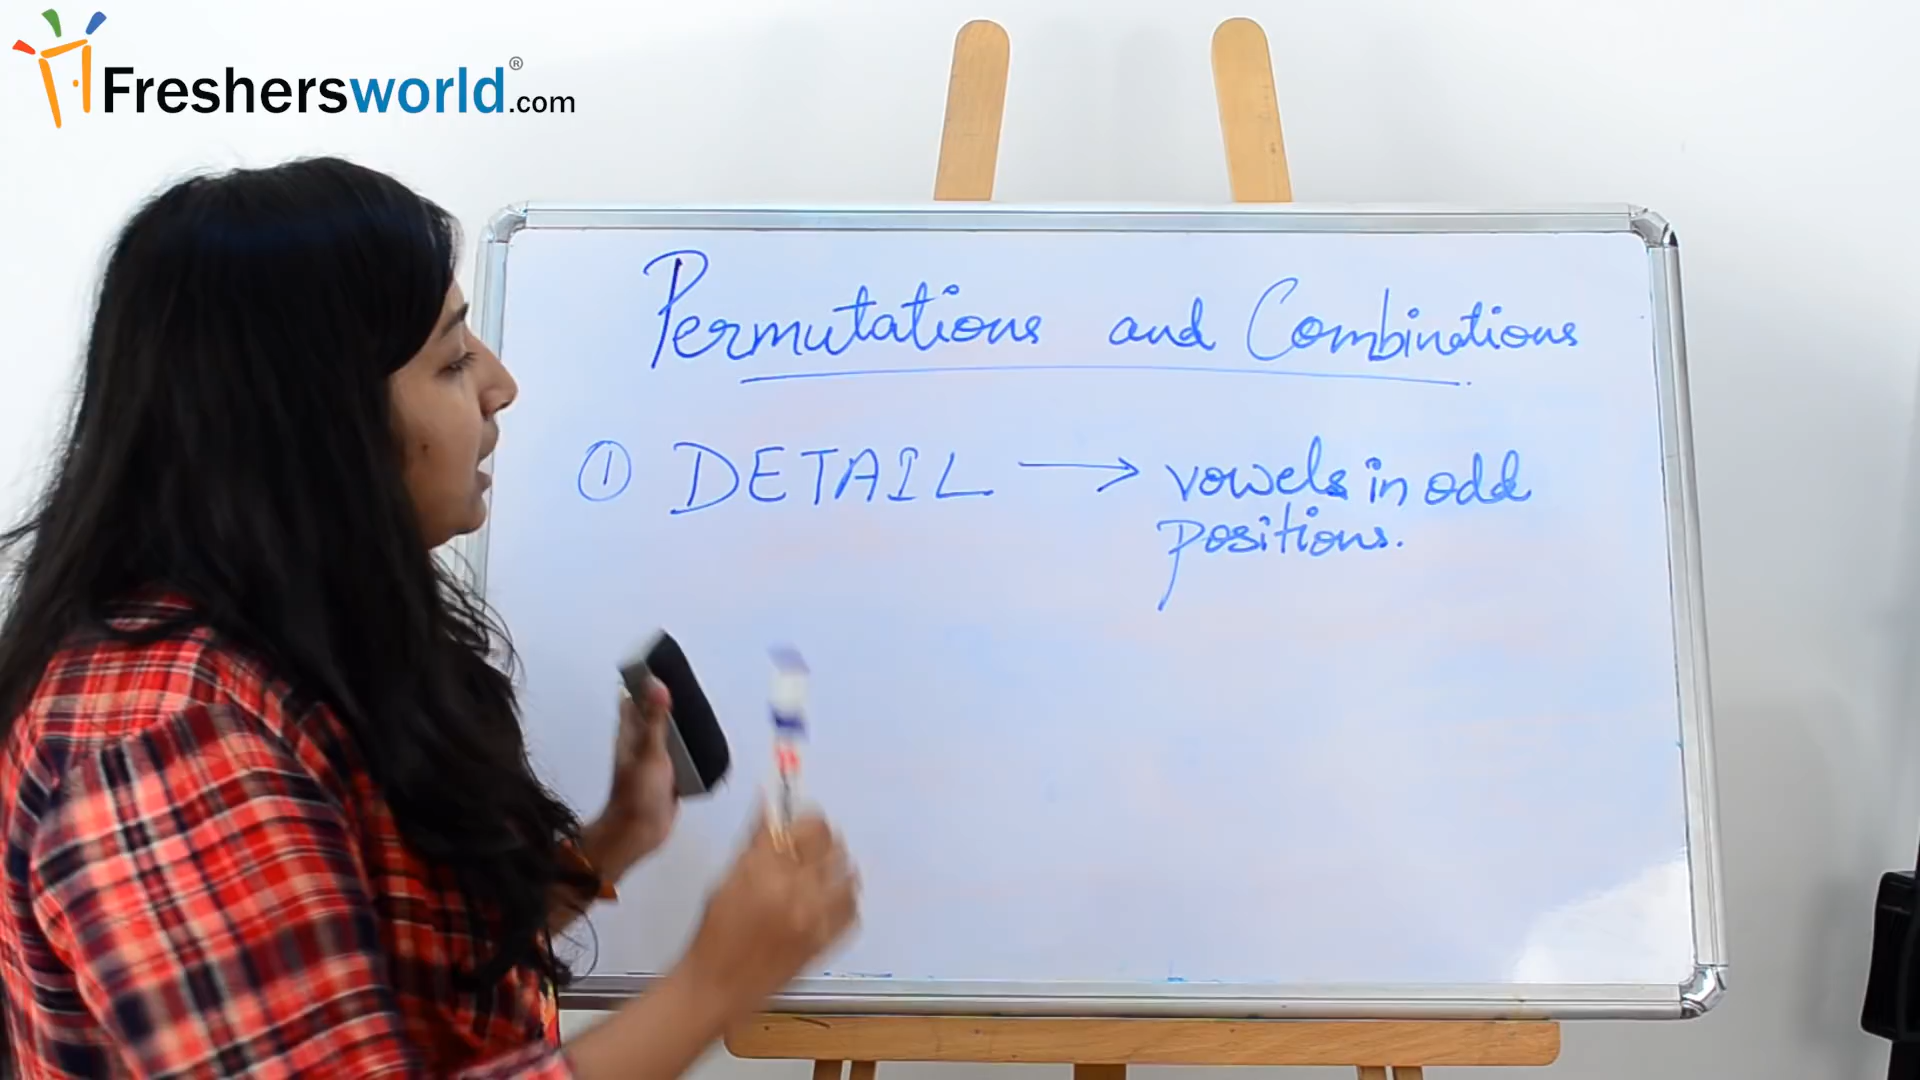 Freshersworld.com®
Permutations and Combinations
① DETAIL → vowels in odd
positions.